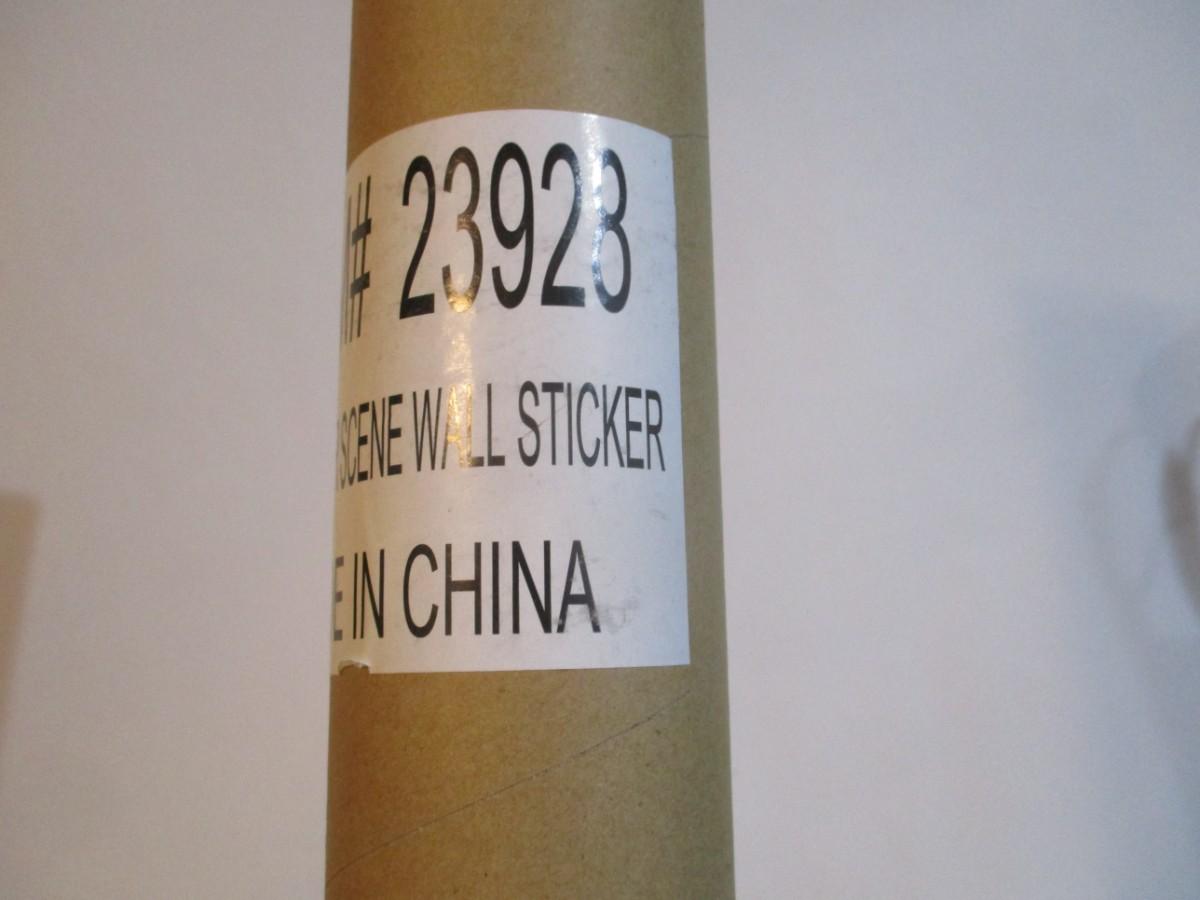 # 23928
SCENE WALL STICKER
IN CHINA